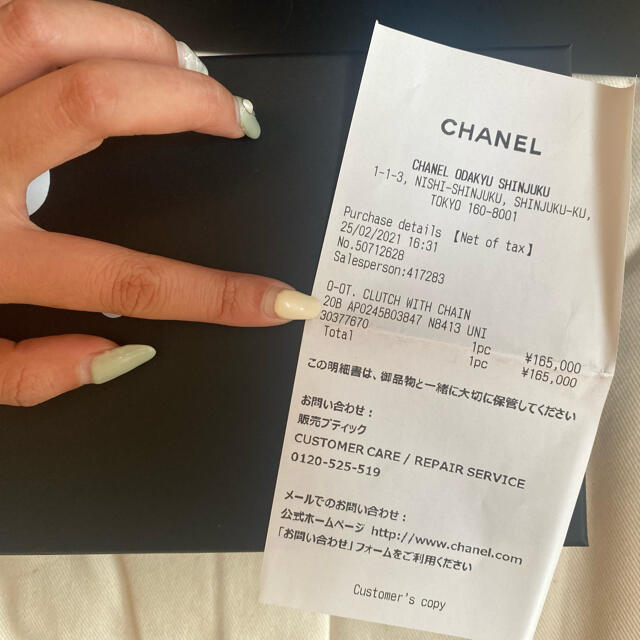 CHANEL
CHANEL ODAKYU SHINJUKU
1-1-3, NISHI-SHINJUKU, SHINJUKU-KU,
TOKYO 160-8001
Purchase details 【Net of tax】
25/02/2021 16:31
No.50712628
Salesperson:417283
O-OT. CLUTCH WITH CHAIN
20B AP0245B03847 N8413 UNI
30377670 1pc ¥165,000
Total 1pc ¥165,000
この明細書は、御品物と一緒に大切に保管してください
お問い合わせ：
販売ブティック
CUSTOMER CARE / REPAIR SERVICE
0120-525-519
メールでのお問い合わせ：
公式ホームページ http://www.chanel.com
「お問い合わせ」フォームをご利用ください
Customer's copy